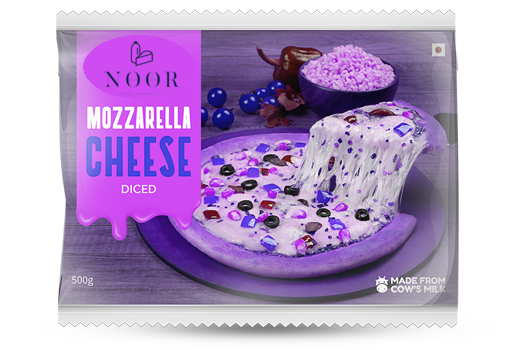 NOOR
MOZZARELLA
CHEESE
DICED
500g
MADE FROM
COW'S MILK